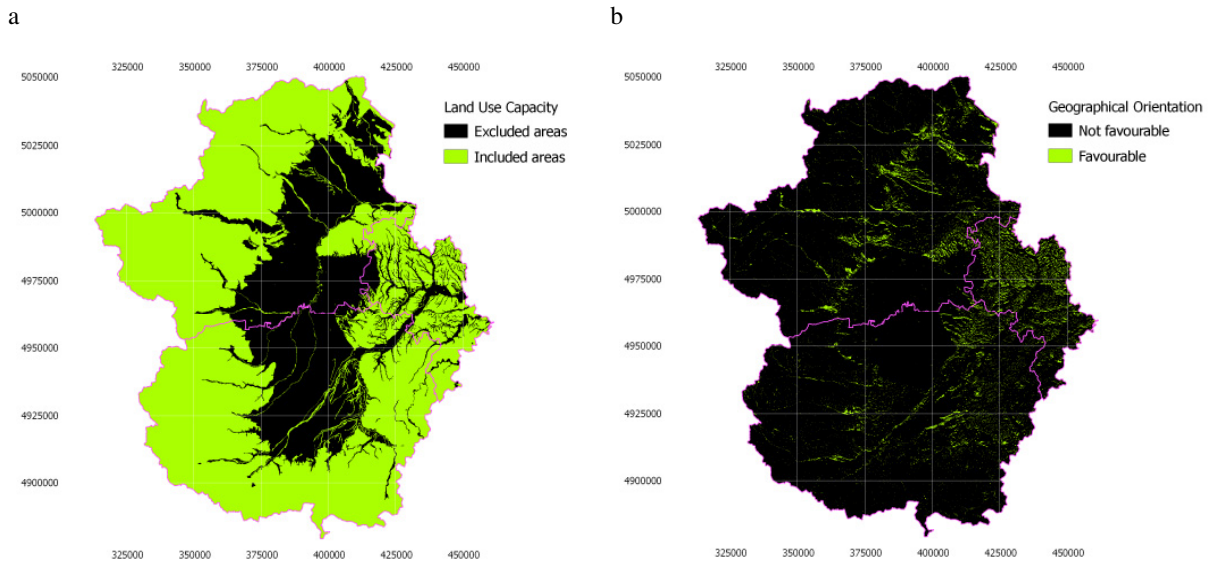 a
b
325000 350000 375000 400000 425000 450000
325000 350000 375000 400000 425000 450000
5050000
5025000
5000000
4975000
4950000
4925000
4900000
Land Use Capacity
Excluded areas
Included areas
325000 350000 375000 400000 425000 450000
5050000
5025000
5000000
4975000
4950000
4925000
4900000
Geographical Orientation
Not favourable
Favourable
325000 350000 375000 400000 425000 450000